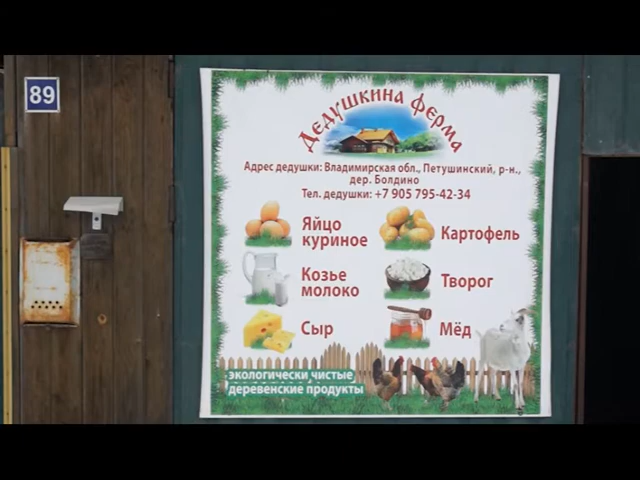 89
Дедушкина ферма
Адрес дедушки: Владимирская обл., Петушинский, р-н.,
дер. Болдино
Тел. дедушки: +7 905 795-42-34
Яйцо
куриное
Картофель
Козье
молоко
Творог
Сыр
Мёд
экологически чистые
деревенские продукты